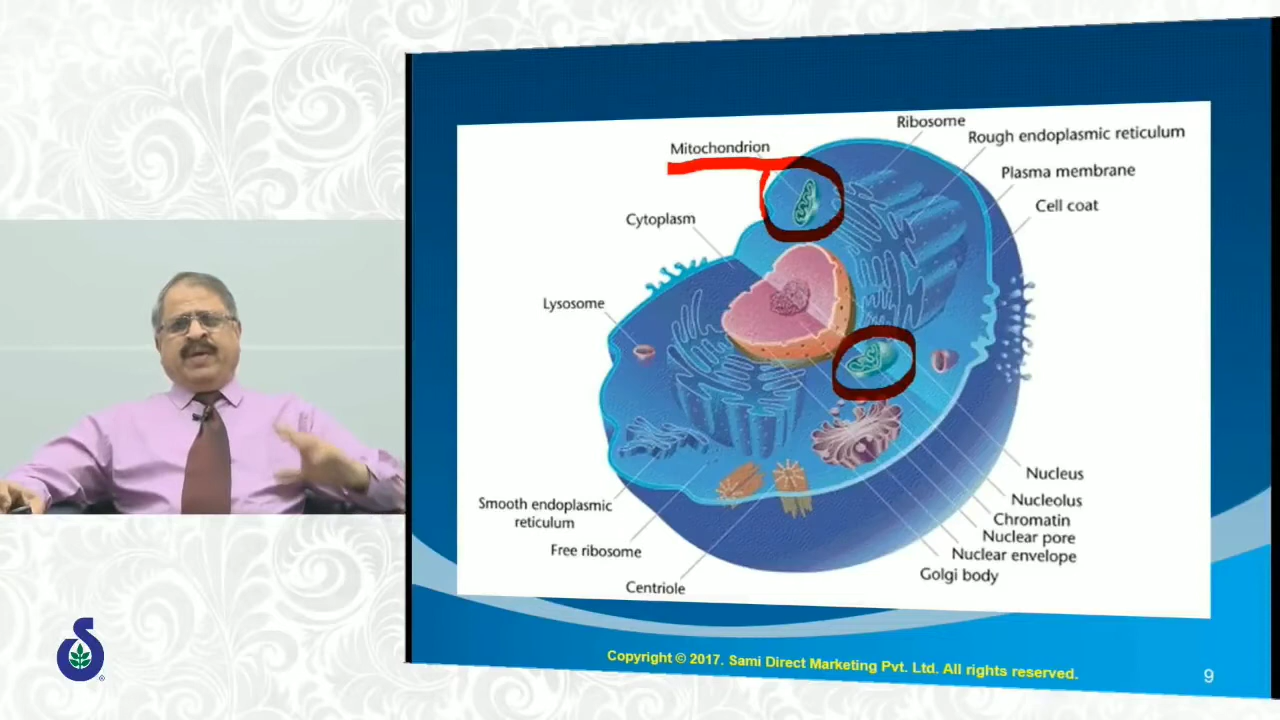 Ribosome
Mitochondrion
Rough endoplasmic reticulum
Plasma membrane
Cell coat
Cytoplasm
Lysosome
Nucleus
Smooth endoplasmic
reticulum
Nucleolus
Chromatin
Nuclear pore
Free ribosome
Nuclear envelope
Golgi body
Centriole
Copyright © 2017. Sami Direct Marketing Pvt. Ltd. All rights reserved.
9
S
®